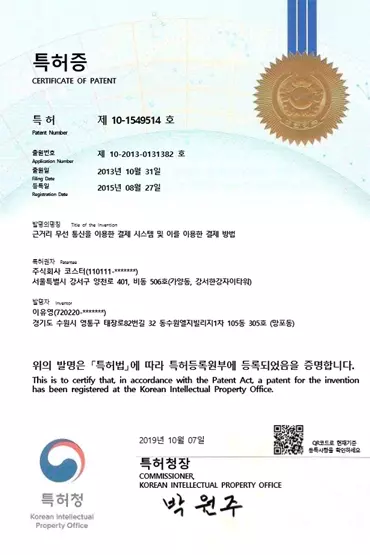 특허증
CERTIFICATE OF PATENT
특 허 제 10-1549514 호
Patent Number
출원번호 제 10-2013-0131382 호
Application Number
출원일 2013년 10월 31일
Filing Date
등록일 2015년 08월 27일
Registration Date
발명의명칭 Title of the Invention
근거리 무선 통신을 이용한 결제 시스템 및 이를 이용한 결제 방법
특허권자 Patentee
주식회사 코스터(110111-*******)
서울특별시 강서구 양천로 401, 비동 506호(가양동, 강서한강자이타워)
발명자 Inventor
이유영(720220-*******)
경기도 수원시 영통구 태장로82번길 32 동수원엘지빌리지1차 105동 305호 (망포동)
위의 발명은 「특허법」에 따라 특허등록원부에 등록되었음을 증명합니다.
This is to certify that, in accordance with the Patent Act, a patent for the invention
has been registered at the Korean Intellectual Property Office.
2019년 10월 07일
QR코드로 현재기준
등록사항을 확인하세요
특허청장
COMMISSIONER,
KOREAN INTELLECTUAL PROPERTY OFFICE
박원주
특허청
Korean Intellectual
Property Office